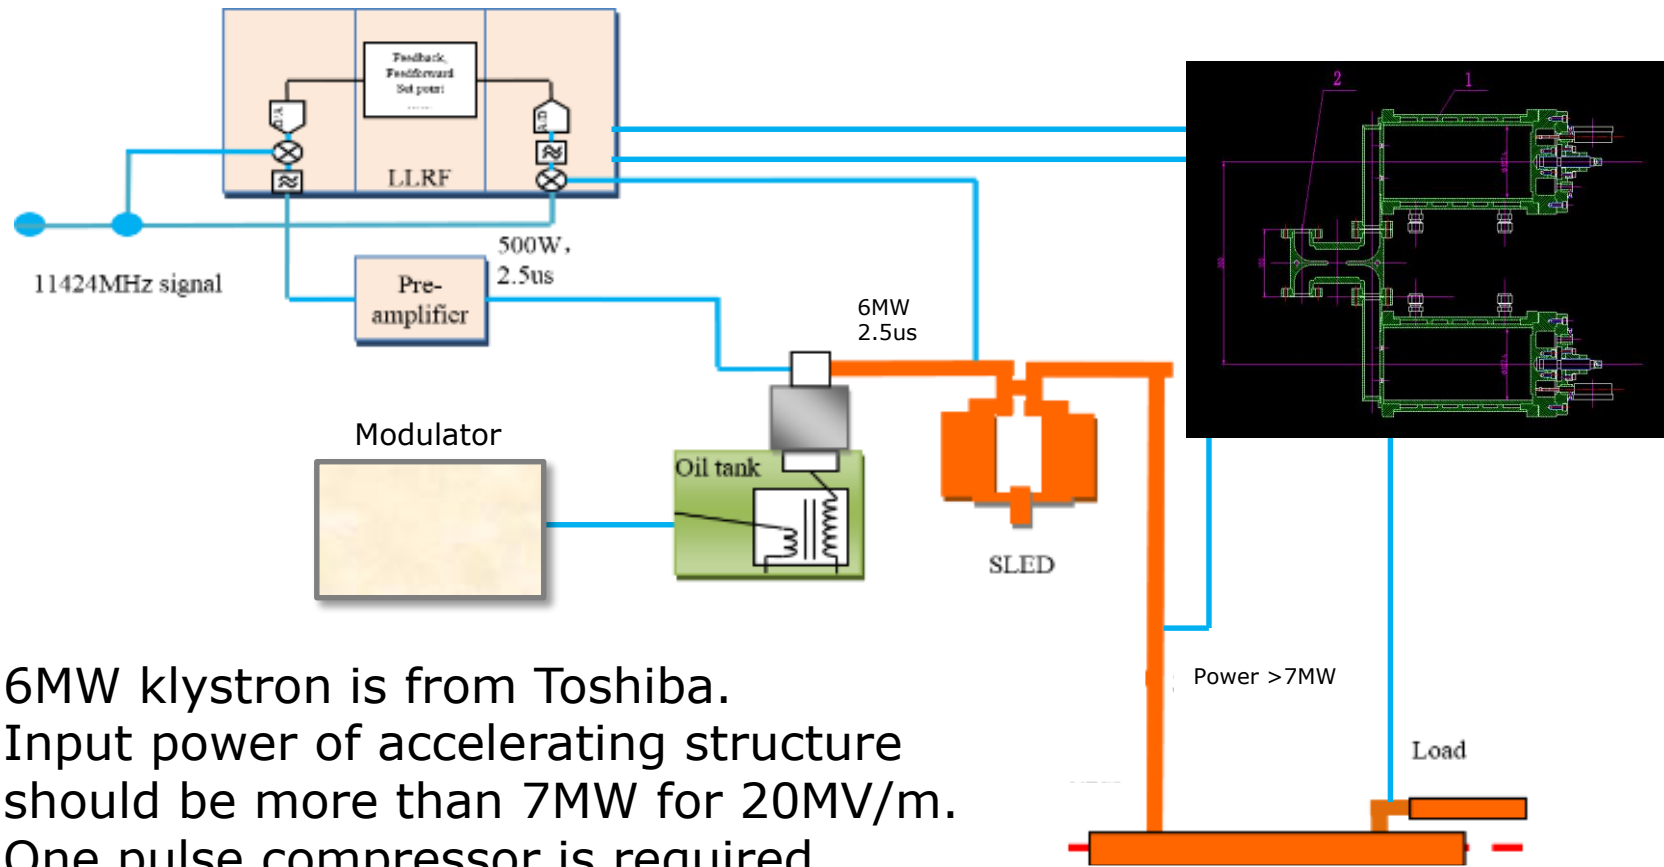 Feedback,
Feedforward
Set point
......
D/A
A/D
LLRF
2
1
11424MHz signal
500W,
2.5us
Pre-
amplifier
6MW
2.5us
Modulator
Oil tank
SLED
Power >7MW
Load
6MW klystron is from Toshiba.
Input power of accelerating structure
should be more than 7MW for 20MV/m.
One pulse compressor is required